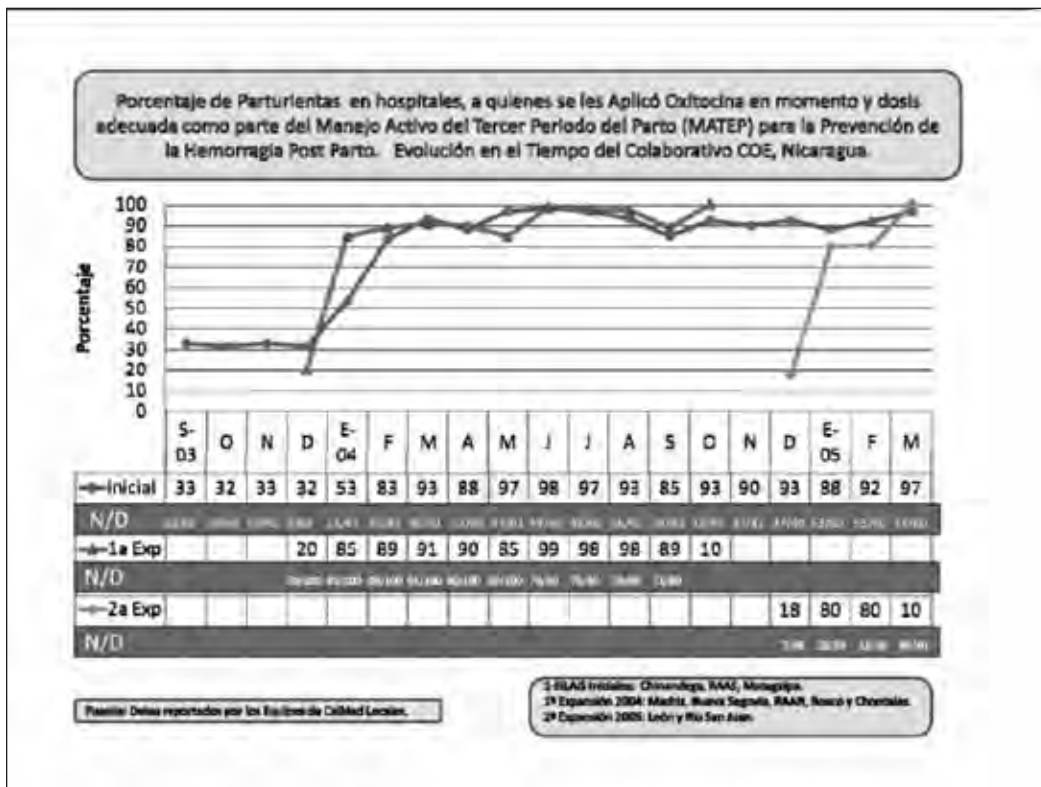 Porcentaje de Parturientas en hospitales, a quienes se les Aplicó Oxitocina en momento y dosis
adecuada como parte del Manejo Activo del Tercer Periodo del Parto (MATEP) para la Prevención de
la Hemorragia Post Parto. Evolución en el Tiempo del Colaborativo COE, Nicaragua.
Porcentaje
100
90
80
70
60
50
40
30
20
10
0
S-03 O N D E-04 F M A M J J A S O N D E-05 F M
Inicial 33 32 33 32 53 83 93 88 97 98 97 93 85 93 90 93 88 92 97
N/D
1a Exp 20 85 89 91 90 85 99 98 98 89 10
N/D
2a Exp 18 80 80 10
N/D
Fuente: Datos reportados por los Equipos de Calidad Locales.
SILAIS Iniciales: Chinandega, RAAS, Matagalpa.
1ª Expansión 2004: Madriz, Nueva Segovia, RAAN, Boaco y Chontales.
2ª Expansión 2005: León y Río San Juan.